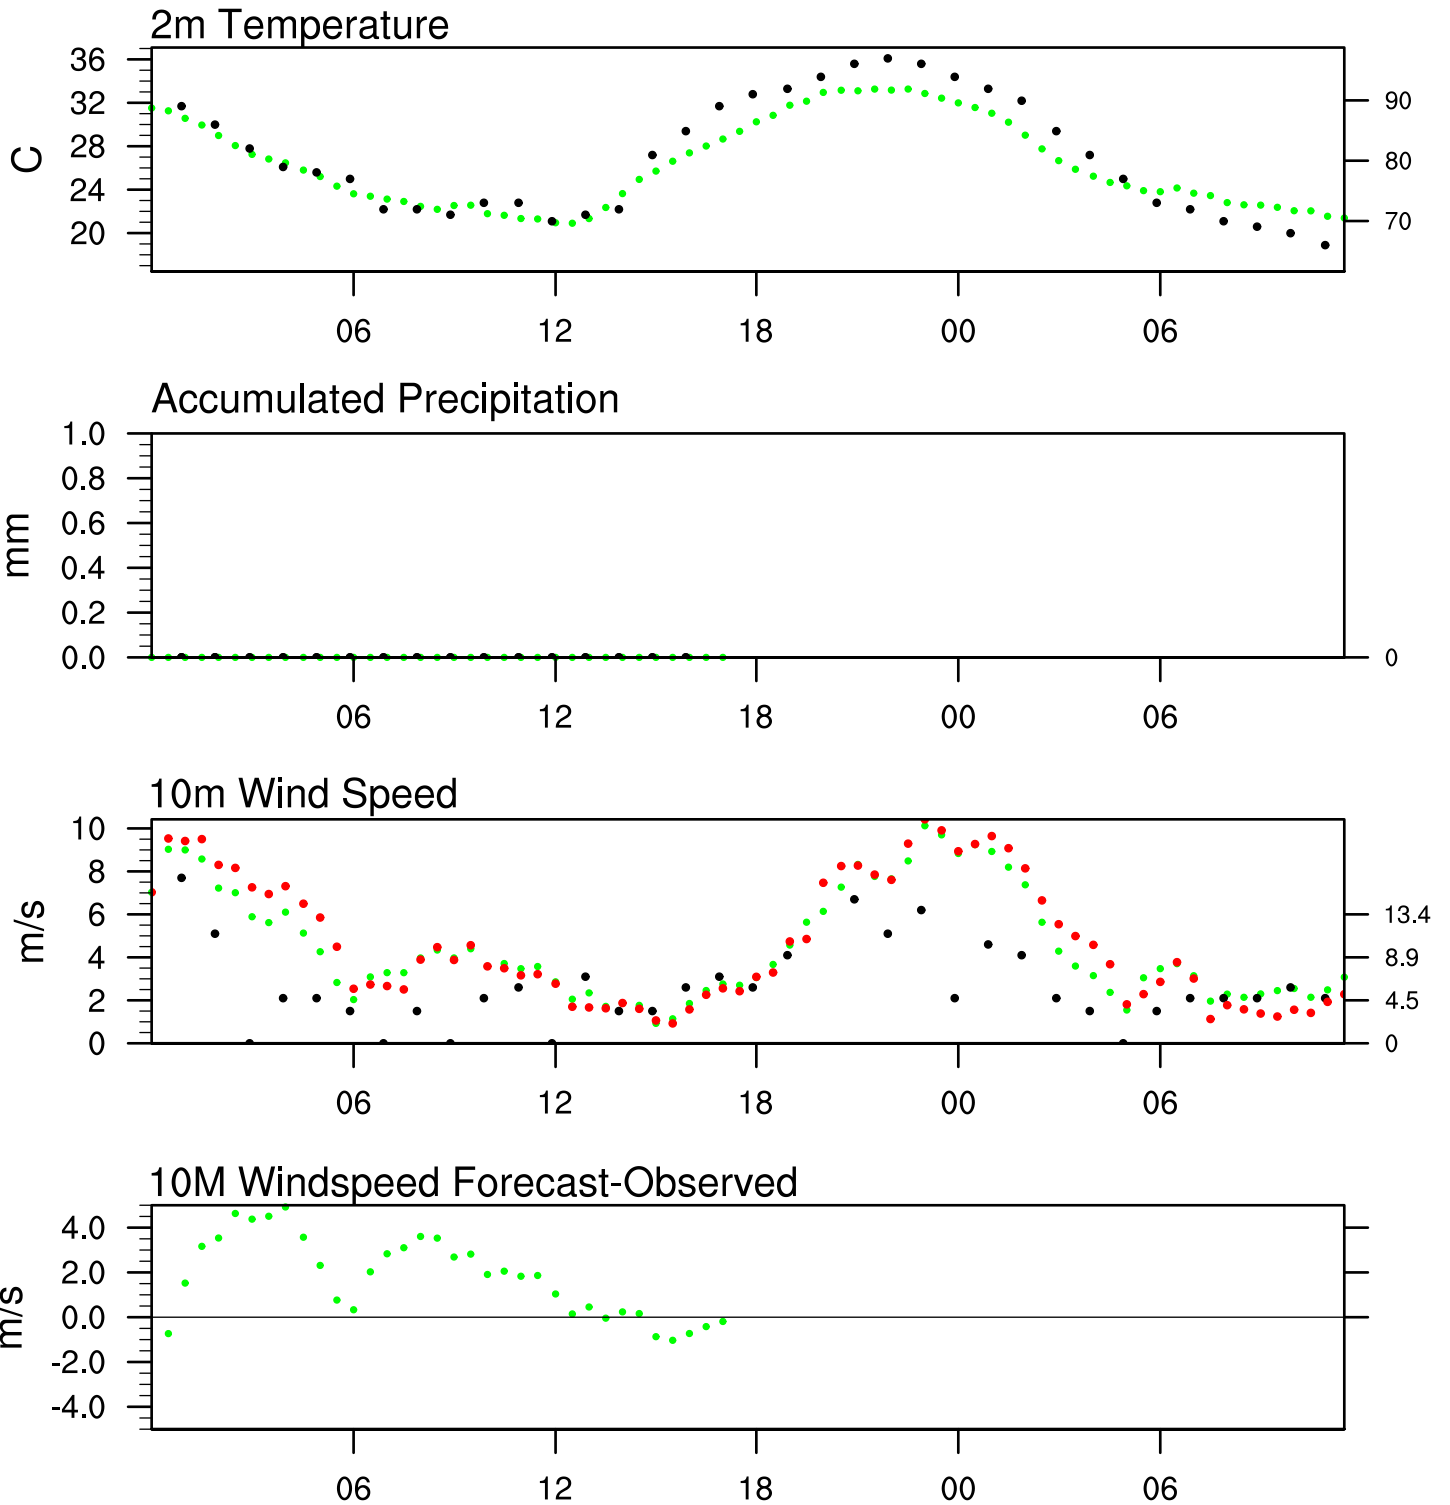 2m Temperature
C
36
32
28
24
20
90
80
70
06 12 18 00 06
Accumulated Precipitation
mm
1.0
0.8
0.6
0.4
0.2
0.0
0
06 12 18 00 06
10m Wind Speed
m/s
10
8
6
4
2
0
13.4
8.9
4.5
0
06 12 18 00 06
10M Windspeed Forecast-Observed
m/s
4.0
2.0
0.0
-2.0
-4.0
06 12 18 00 06